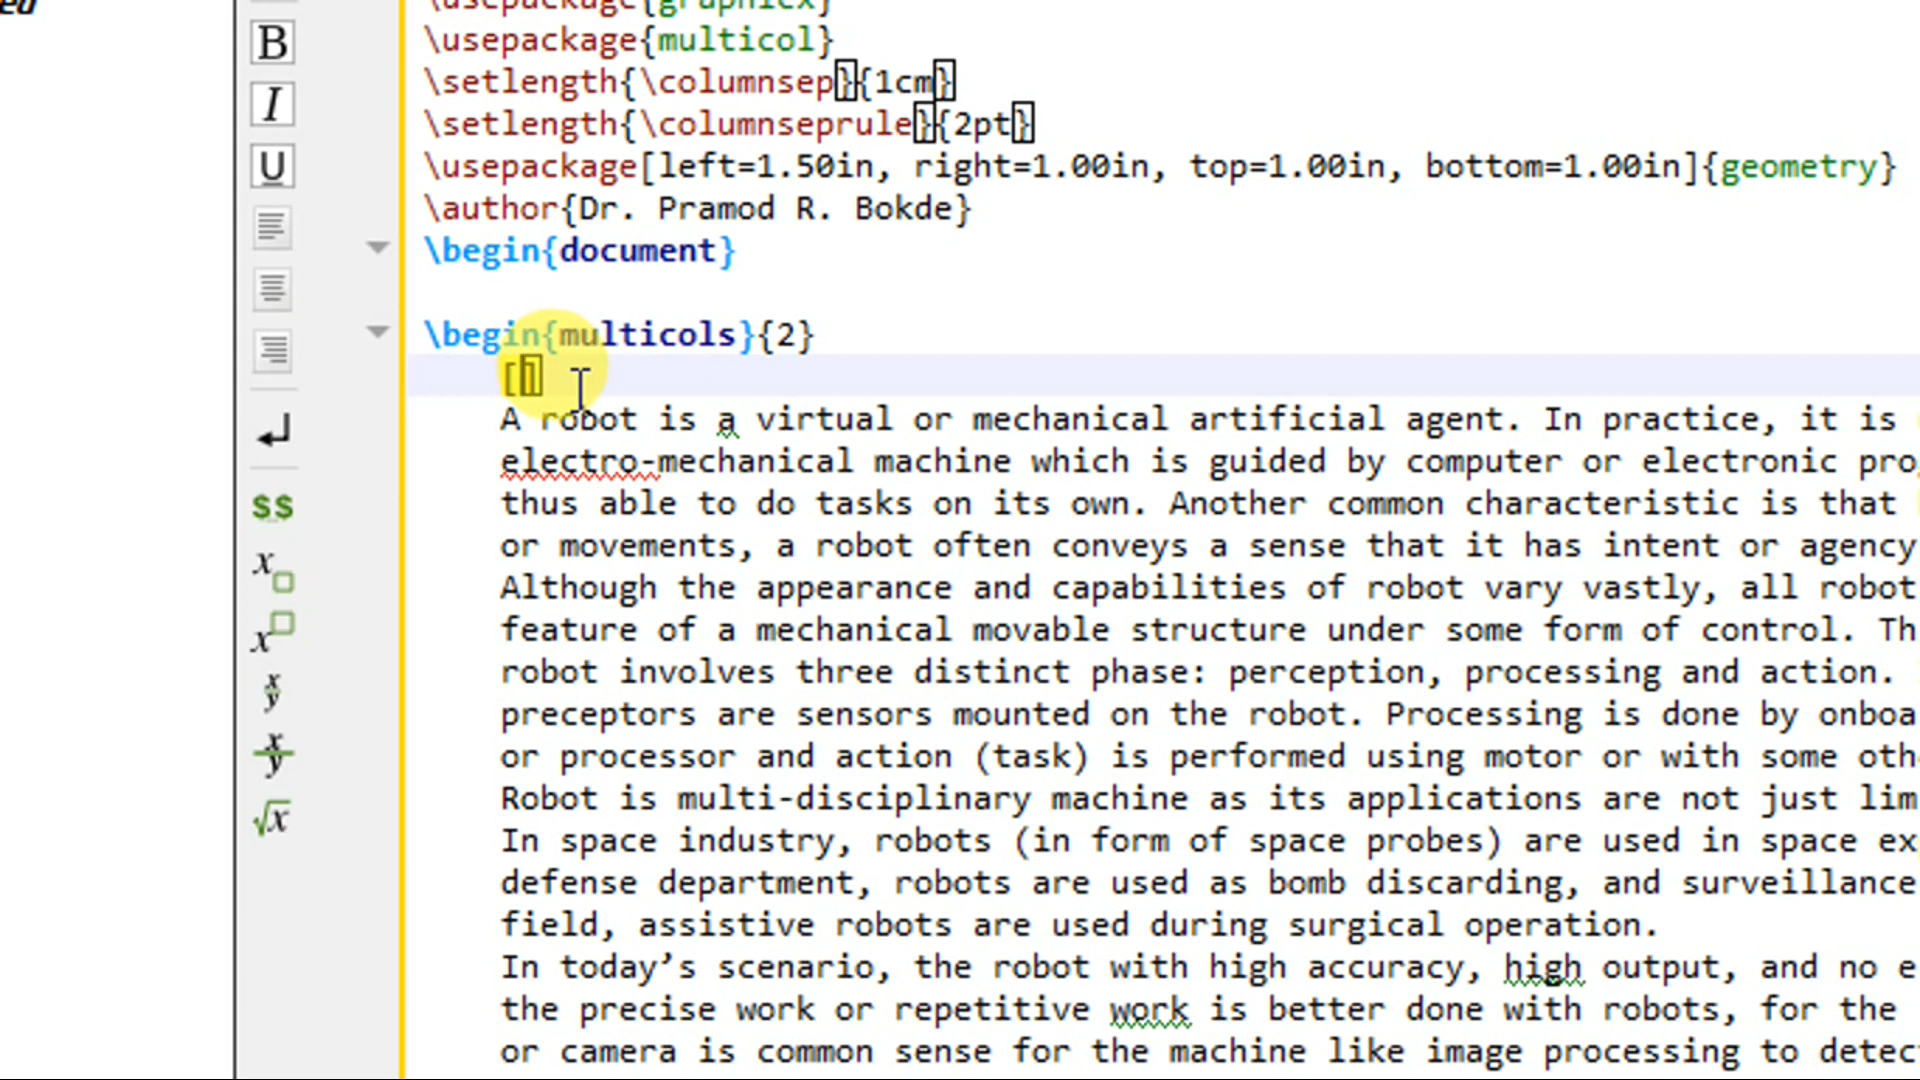 ed
\usepackage{graphicx}
\usepackage{multicol}
\setlength{\columnsep}{1cm}
\setlength{\columnseprule}{2pt}
\usepackage[left=1.50in, right=1.00in, top=1.00in, bottom=1.00in]{geometry}
\author{Dr. Pramod R. Bokde}
\begin{document}
\begin{multicols}{2}
[]
A robot is a virtual or mechanical artificial agent. In practice, it is
electro-mechanical machine which is guided by computer or electronic pro
thus able to do tasks on its own. Another common characteristic is that
or movements, a robot often conveys a sense that it has intent or agency
Although the appearance and capabilities of robot vary vastly, all robot
feature of a mechanical movable structure under some form of control. Th
robot involves three distinct phase: perception, processing and action.
preceptors are sensors mounted on the robot. Processing is done by onboa
or processor and action (task) is performed using motor or with some oth
Robot is multi-disciplinary machine as its applications are not just lim
In space industry, robots (in form of space probes) are used in space ex
defense department, robots are used as bomb discarding, and surveillance
field, assistive robots are used during surgical operation.
In today’s scenario, the robot with high accuracy, high output, and no e
the precise work or repetitive work is better done with robots, for the
or camera is common sense for the machine like image processing to detec
B
I
U
$$
x
x
x
y
x
y
√x